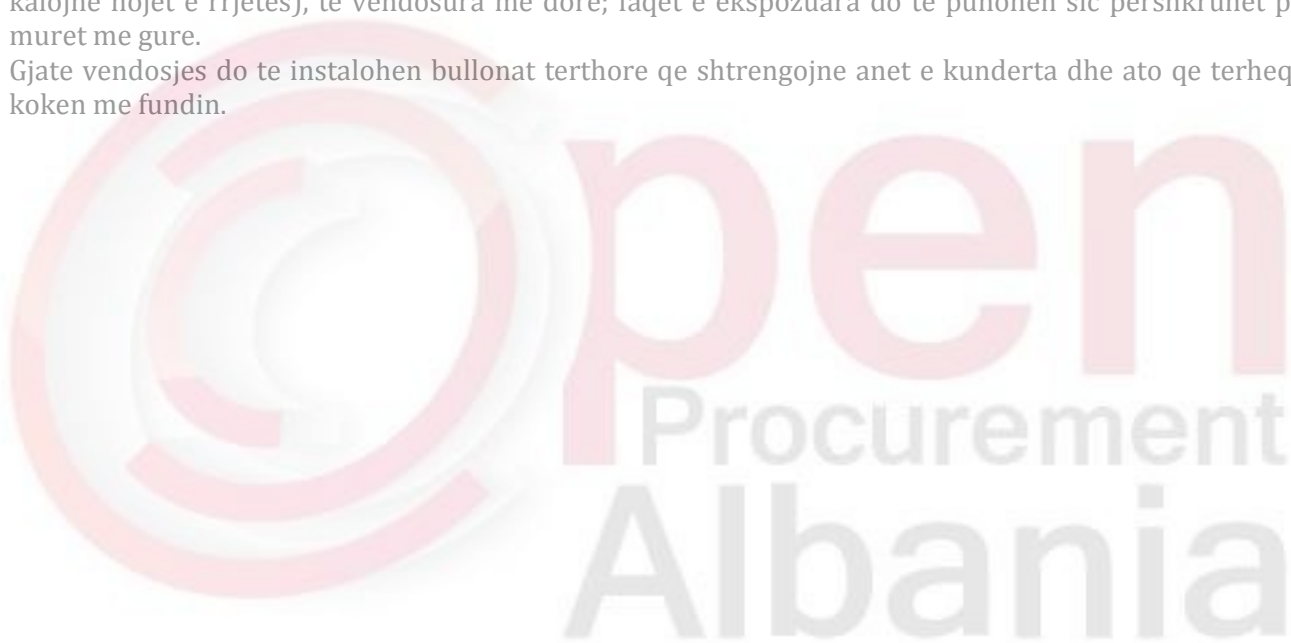 kalojne nojet e rrjetes), te vendosura me dore; faqet e ekspozuara do te punohen sic pershkruhet p
muret me gure.
Gjate vendosjes do te instalohen bullonat terthore qe shtrengojne anet e kunderta dhe ato qe terheq
koken me fundin.
Open
Procurement
Albania